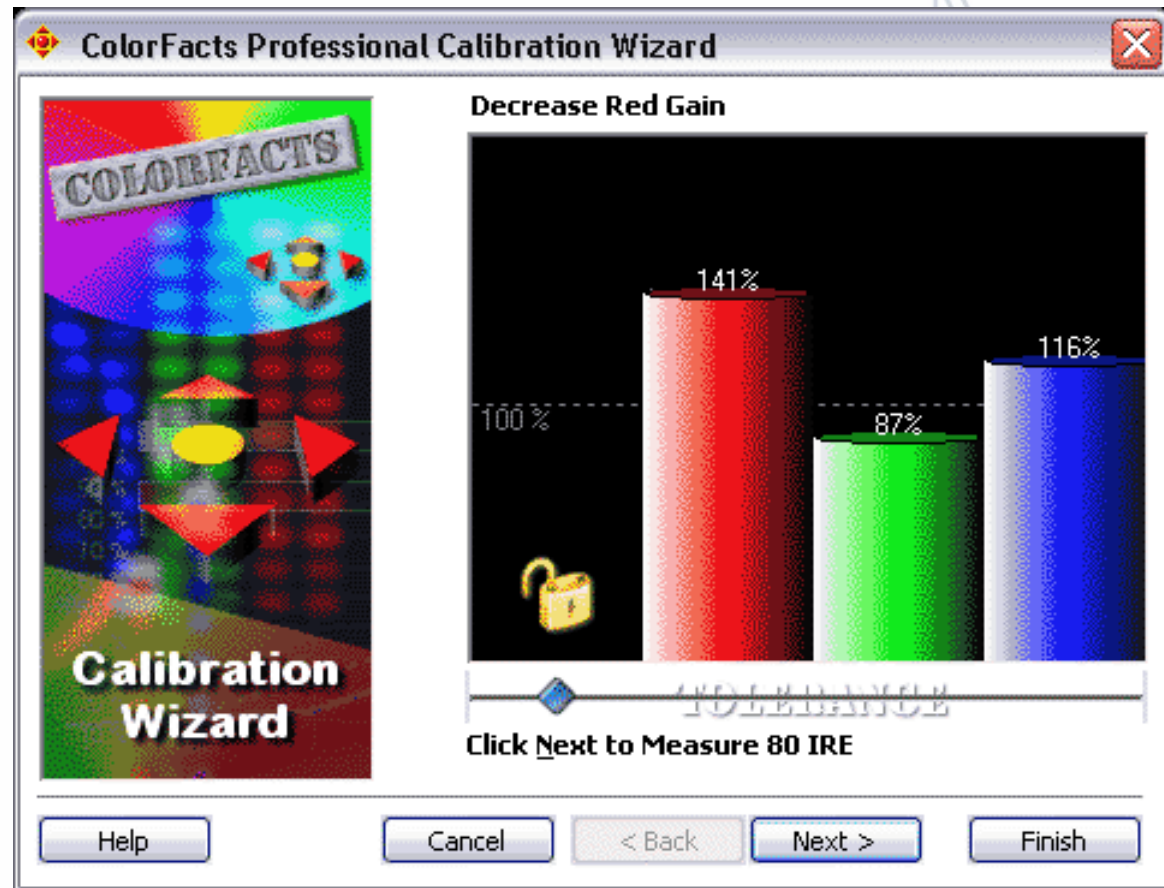 ColorFacts Professional Calibration Wizard
COLORFACTS
Calibration
Wizard
Decrease Red Gain
141%
116%
100 %
87%
TOLERANCE
Click Next to Measure 80 IRE
Help
Cancel
< Back
Next >
Finish